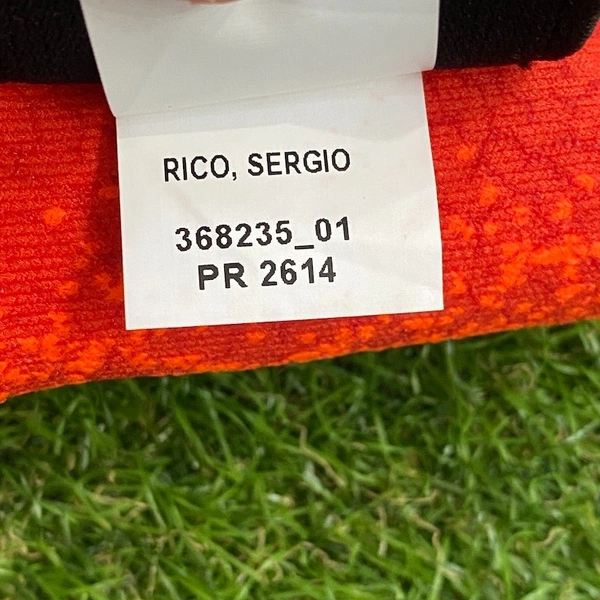 RICO, SERGIO
368235_01
PR 2614